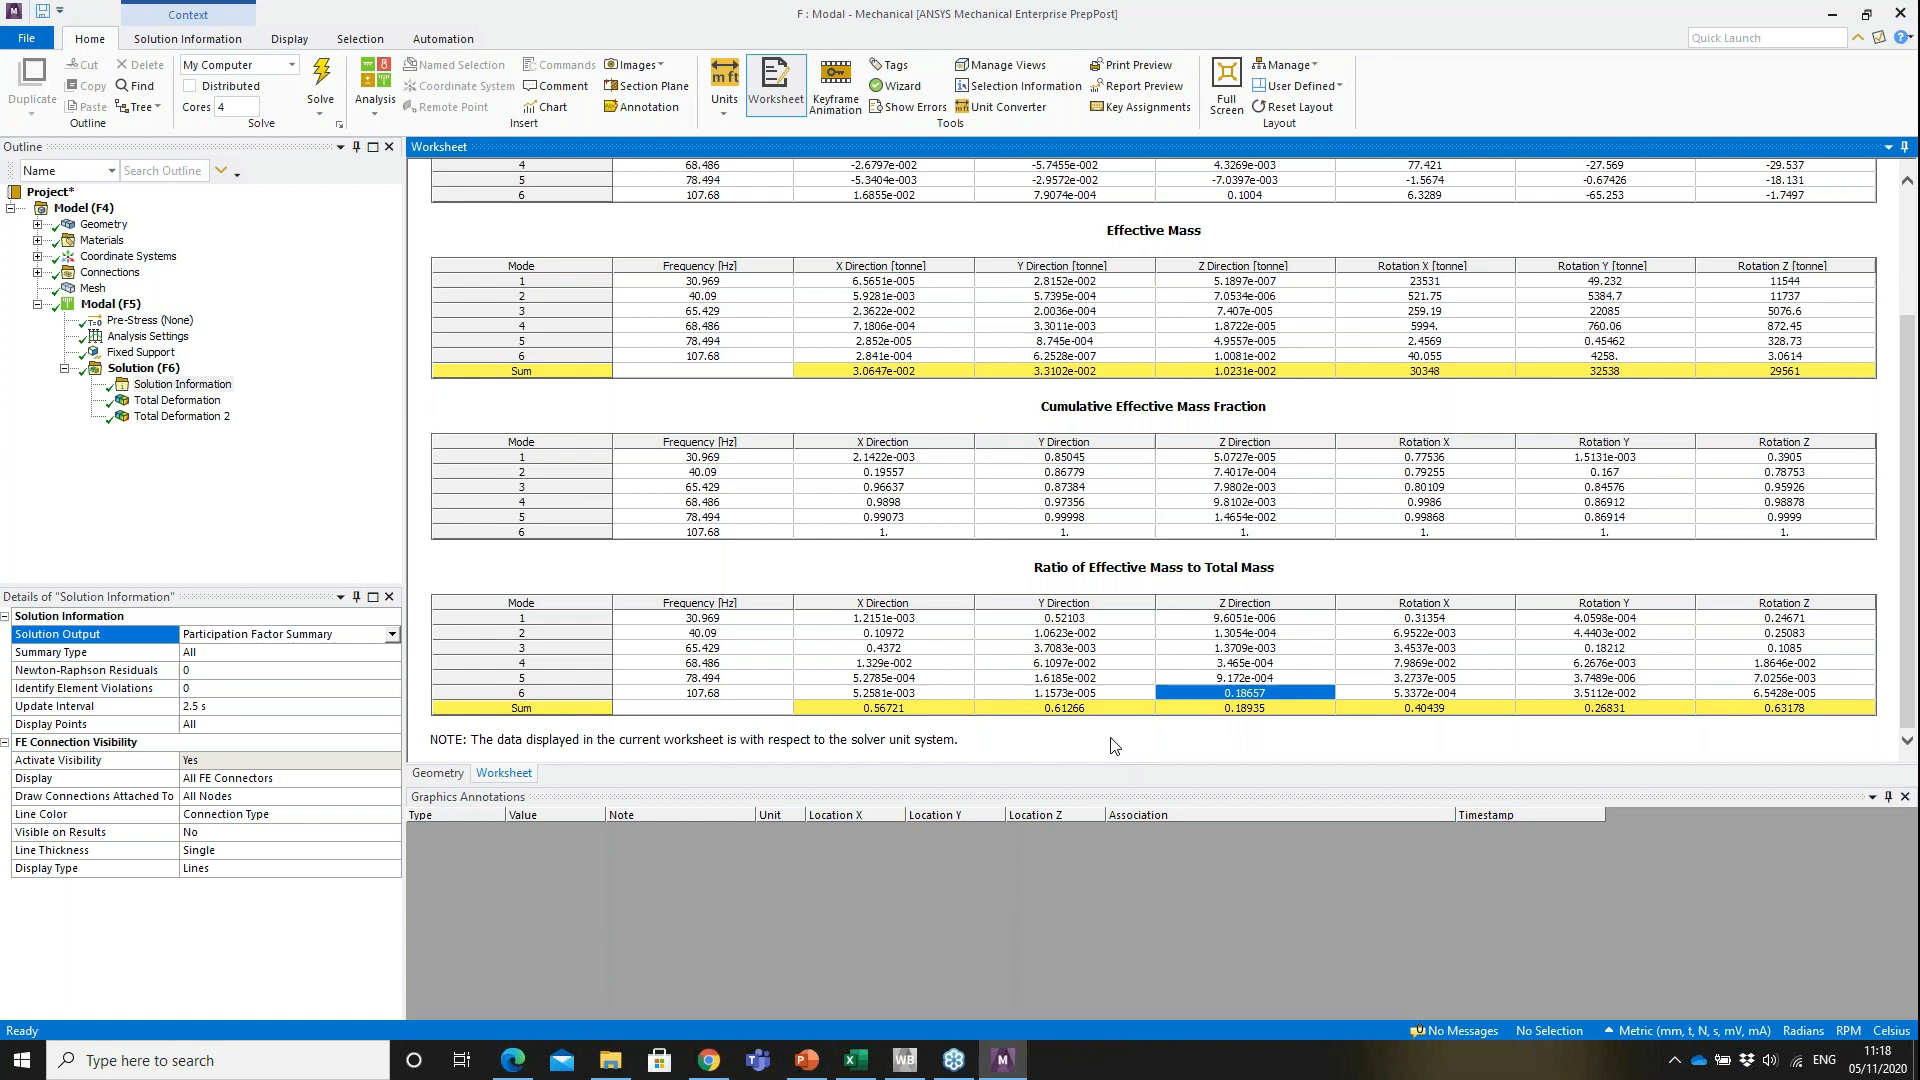 Context
F : Modal - Mechanical [ANSYS Mechanical Enterprise PrepPost]
File Home Solution Information Display Selection Automation Quick Launch
Duplicate Cut Copy Paste Delete Find Tree Outline
My Computer Distributed Cores 4 Solve Solve
Analysis Named Selection Coordinate System Remote Point Commands Comment Chart Images Section Plane Annotation Insert
Units Worksheet Keyframe Animation Tags Wizard Show Errors Manage Views Selection Information Unit Converter Print Preview Report Preview Key Assignments Tools
Full Screen Manage User Defined Reset Layout Layout
Outline
Name Search Outline
Project*
Model (F4)
Geometry
Materials
Coordinate Systems
Connections
Mesh
Modal (F5)
Pre-Stress (None)
Analysis Settings
Fixed Support
Solution (F6)
Solution Information
Total Deformation
Total Deformation 2
Details of "Solution Information"
Solution Information
Solution Output Participation Factor Summary
Summary Type All
Newton-Raphson Residuals 0
Identify Element Violations 0
Update Interval 2.5 s
Display Points All
FE Connection Visibility
Activate Visibility Yes
Display All FE Connectors
Draw Connections Attached To All Nodes
Line Color Connection Type
Visible on Results No
Line Thickness Single
Display Type Lines
Worksheet
4 68.486 -2.6797e-002 -5.7455e-002 4.3269e-003 77.421 -27.569 -29.537
5 78.494 -5.3404e-003 -2.9572e-002 -7.0397e-003 -1.5674 -0.67426 -18.131
6 107.68 1.6855e-002 7.9074e-004 0.1004 6.3289 -65.253 -1.7497
Effective Mass
Mode Frequency [Hz] X Direction [tonne] Y Direction [tonne] Z Direction [tonne] Rotation X [tonne] Rotation Y [tonne] Rotation Z [tonne]
1 30.969 6.5651e-005 2.8152e-002 5.1897e-007 23531 49.232 11544
2 40.09 5.9281e-003 5.7395e-004 7.0534e-006 521.75 5384.7 11737
3 65.429 2.3622e-002 2.0036e-004 7.407e-005 259.19 22085 5076.6
4 68.486 7.1806e-004 3.3011e-003 1.8722e-005 5994. 760.06 872.45
5 78.494 2.852e-005 8.745e-004 4.9557e-005 2.4569 0.45462 328.73
6 107.68 2.841e-004 6.2528e-007 1.0081e-002 40.055 4258. 3.0614
Sum 3.0647e-002 3.3102e-002 1.0231e-002 30348 32538 29561
Cumulative Effective Mass Fraction
Mode Frequency [Hz] X Direction Y Direction Z Direction Rotation X Rotation Y Rotation Z
1 30.969 2.1422e-003 0.85045 5.0727e-005 0.77536 1.5131e-003 0.3905
2 40.09 0.19557 0.86779 7.4017e-004 0.79255 0.167 0.78753
3 65.429 0.96637 0.87384 7.9802e-003 0.80109 0.84576 0.95926
4 68.486 0.9898 0.97356 9.8102e-003 0.9986 0.86912 0.98878
5 78.494 0.99073 0.99998 1.4654e-002 0.99868 0.86914 0.9999
6 107.68 1. 1. 1. 1. 1. 1.
Ratio of Effective Mass to Total Mass
Mode Frequency [Hz] X Direction Y Direction Z Direction Rotation X Rotation Y Rotation Z
1 30.969 1.2151e-003 0.52103 9.6051e-006 0.31354 4.0598e-004 0.24671
2 40.09 0.10972 1.0623e-002 1.3054e-004 6.9522e-003 4.4403e-002 0.25083
3 65.429 0.4372 3.7083e-003 1.3709e-003 3.4537e-003 0.18212 0.1085
4 68.486 1.329e-002 6.1097e-002 3.465e-004 7.9869e-002 6.2676e-003 1.8646e-002
5 78.494 5.2785e-004 1.6185e-002 9.172e-004 3.2737e-005 3.7489e-006 7.0256e-003
6 107.68 5.2581e-003 1.1573e-005 0.18657 5.3372e-004 3.5112e-002 6.5428e-005
Sum 0.56721 0.61266 0.18935 0.40439 0.26831 0.63178
NOTE: The data displayed in the current worksheet is with respect to the solver unit system.
Geometry Worksheet
Graphics Annotations
Type Value Note Unit Location X Location Y Location Z Association Timestamp
Ready No Messages No Selection Metric (mm, t, N, s, mV, mA) Radians RPM Celsius
Type here to search ENG 11:18
05/11/2020